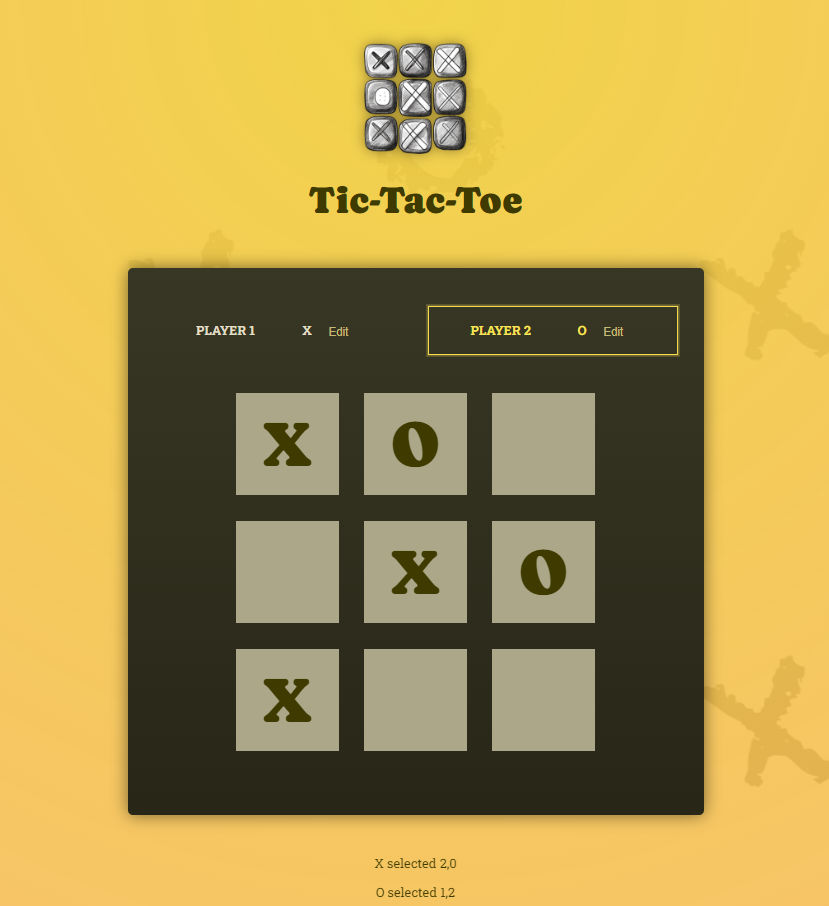 Tic-Tac-Toe
PLAYER 1 X Edit PLAYER 2 O Edit
X O
X O
X
X selected 2,0
O selected 1,2